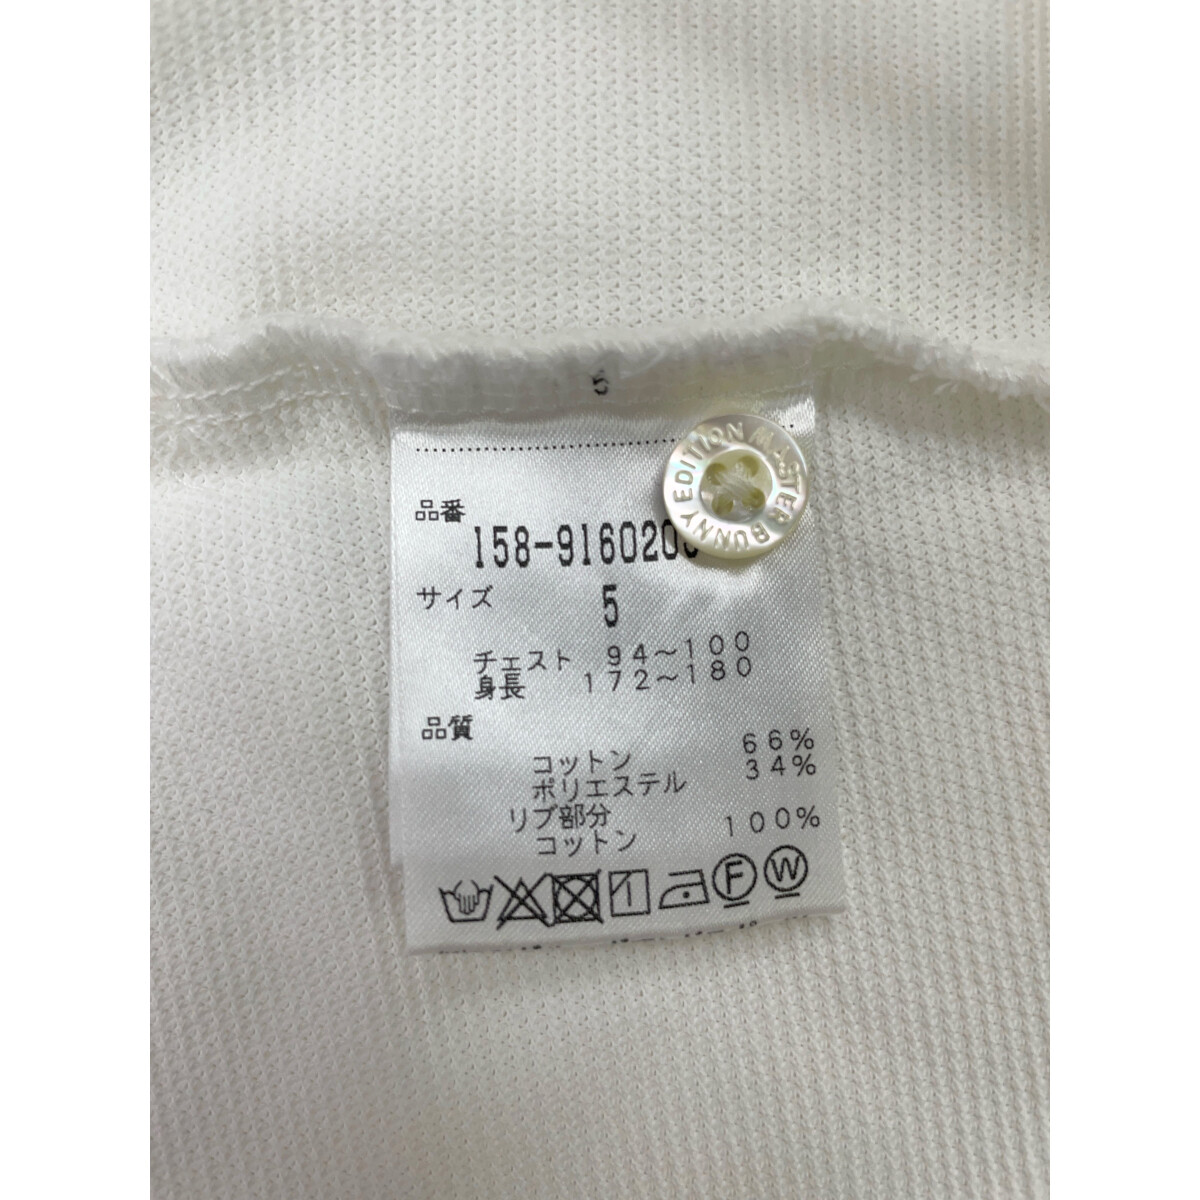 5
MASTER BUNNY EDITION
品番
158-916020
サイズ
5
チェスト 94～100
身長 172～180
品質
コットン 66%
ポリエステル 34%
リブ部分
コットン 100%
1
F
W